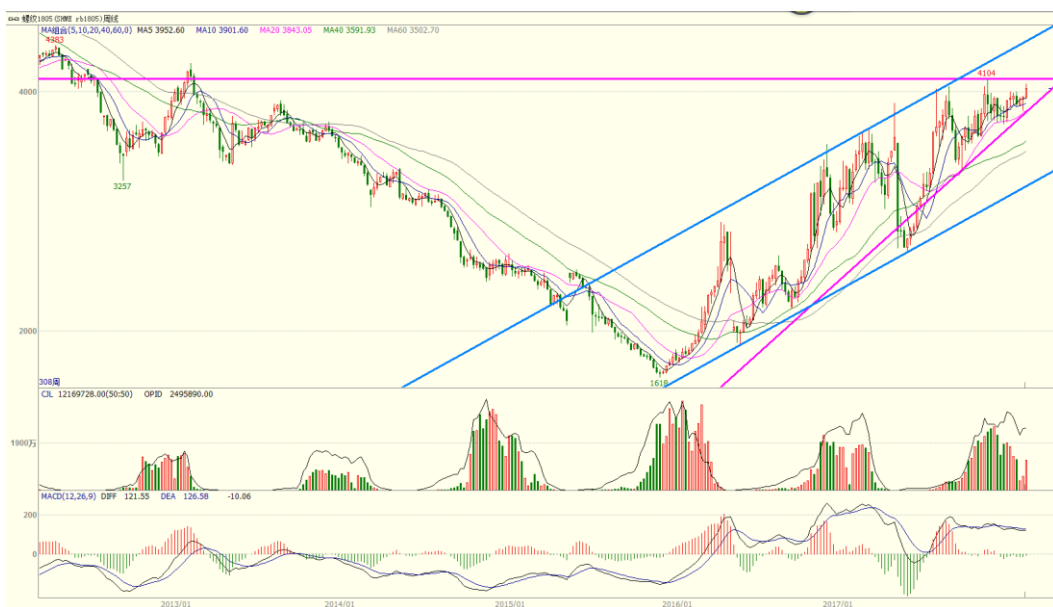 螺纹1805(SHME rb1805)周线
MA组合(5,10,20,40,60,0) MA5 3952.60 MA10 3901.60 MA20 3843.05 MA40 3591.93 MA60 3502.70
4383
4104
4000
3257
2000
1618
308周
CJL 12169728.00(50:50) OPID 2495890.00
1900万
MACD(12,26,9) DIFF 121.55 DEA 126.58 -10.06
200
0
2013/01 2014/01 2015/01 2016/01 2017/01